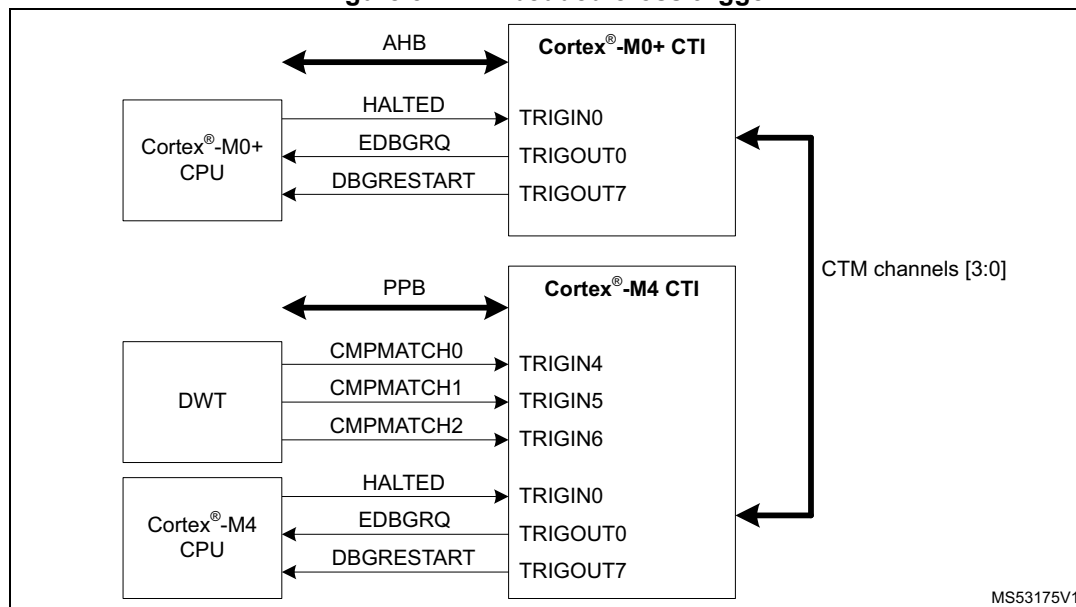 AHB
Cortex®-M0+ CTI
HALTED
TRIGIN0
EDBGRQ
TRIGOUT0
DBGRESTART
TRIGOUT7
Cortex®-M0+
CPU
CTM channels [3:0]
PPB
Cortex®-M4 CTI
DWT
CMPMATCH0
TRIGIN4
CMPMATCH1
TRIGIN5
CMPMATCH2
TRIGIN6
HALTED
TRIGIN0
EDBGRQ
TRIGOUT0
DBGRESTART
TRIGOUT7
Cortex®-M4
CPU
MS53175V1